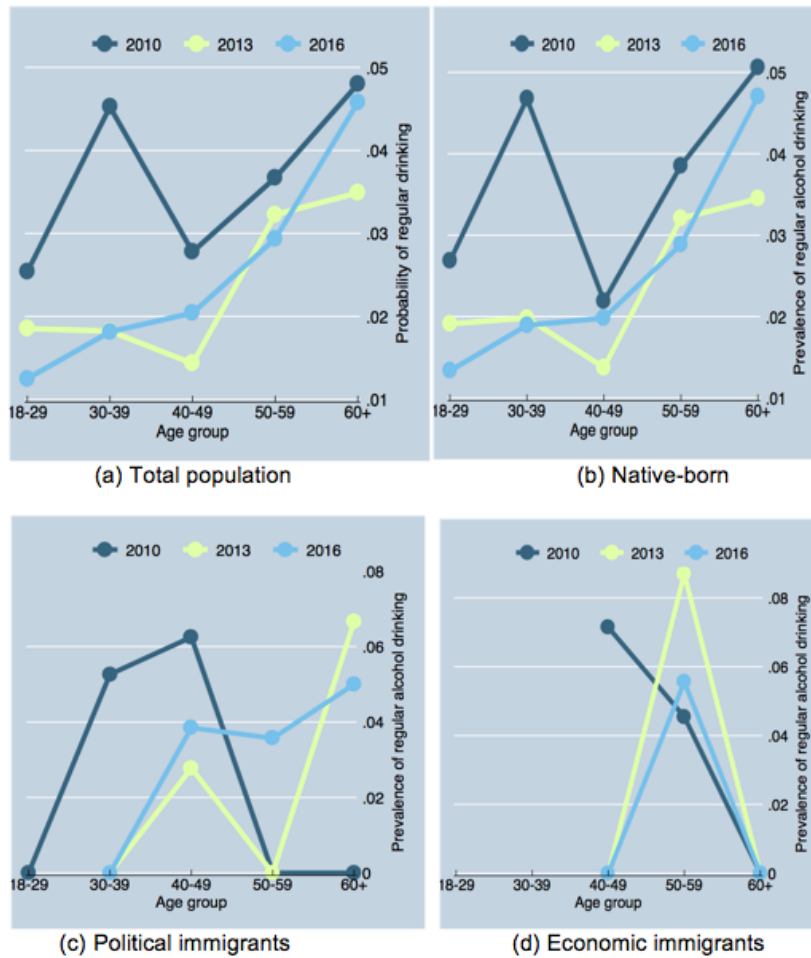 2010 2013 2016
.05
.04
.03
.02
.01
Probability of regular drinking
18-29 30-39 40-49 50-59 60+
Age group
(a) Total population
2010 2013 2016
.05
.04
.03
.02
.01
Prevalence of regular alcohol drinking
18-29 30-39 40-49 50-59 60+
Age group
(b) Native-born
2010 2013 2016
.08
.06
.04
.02
0
Prevalence of regular alcohol drinking
18-29 30-39 40-49 50-59 60+
Age group
(c) Political immigrants
2010 2013 2016
.08
.06
.04
.02
0
Prevalence of regular alcohol drinking
18-29 30-39 40-49 50-59 60+
Age group
(d) Economic immigrants